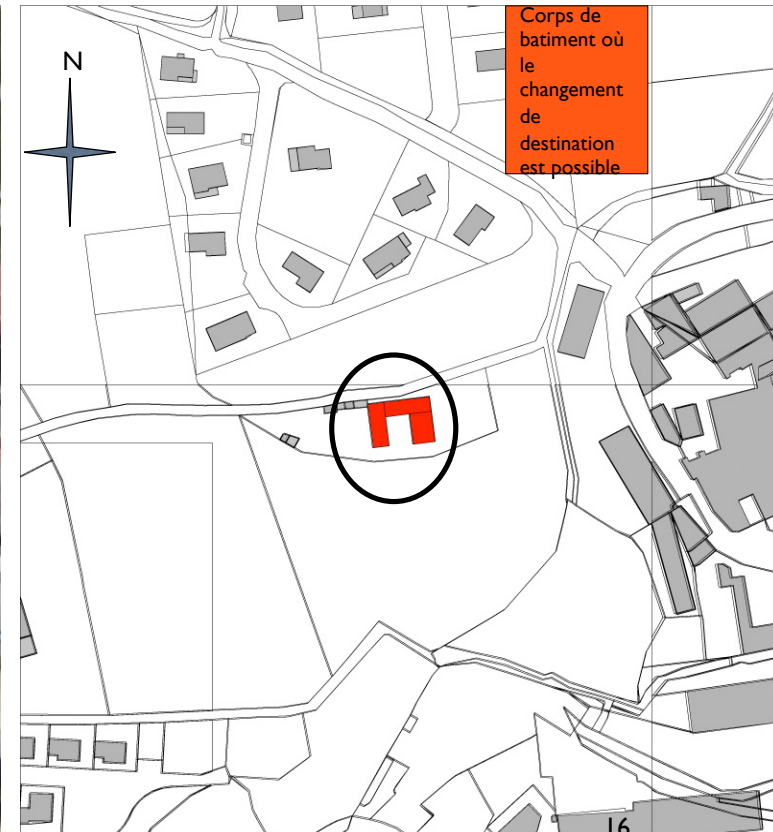 N
Corps de
batiment où
le
changement
de
destination
est possible
16